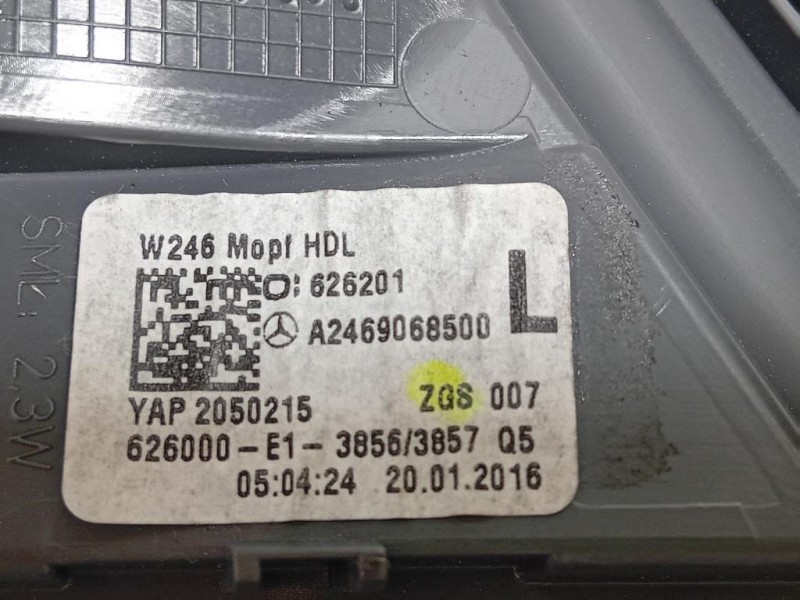 W246 Mopf HDL
O: 626201
A2469068500
L
YAP 2050215 ZGS 007
626000-E1-3856/3857 Q5
05:04:24 20.01.2016
SML: 2,3W